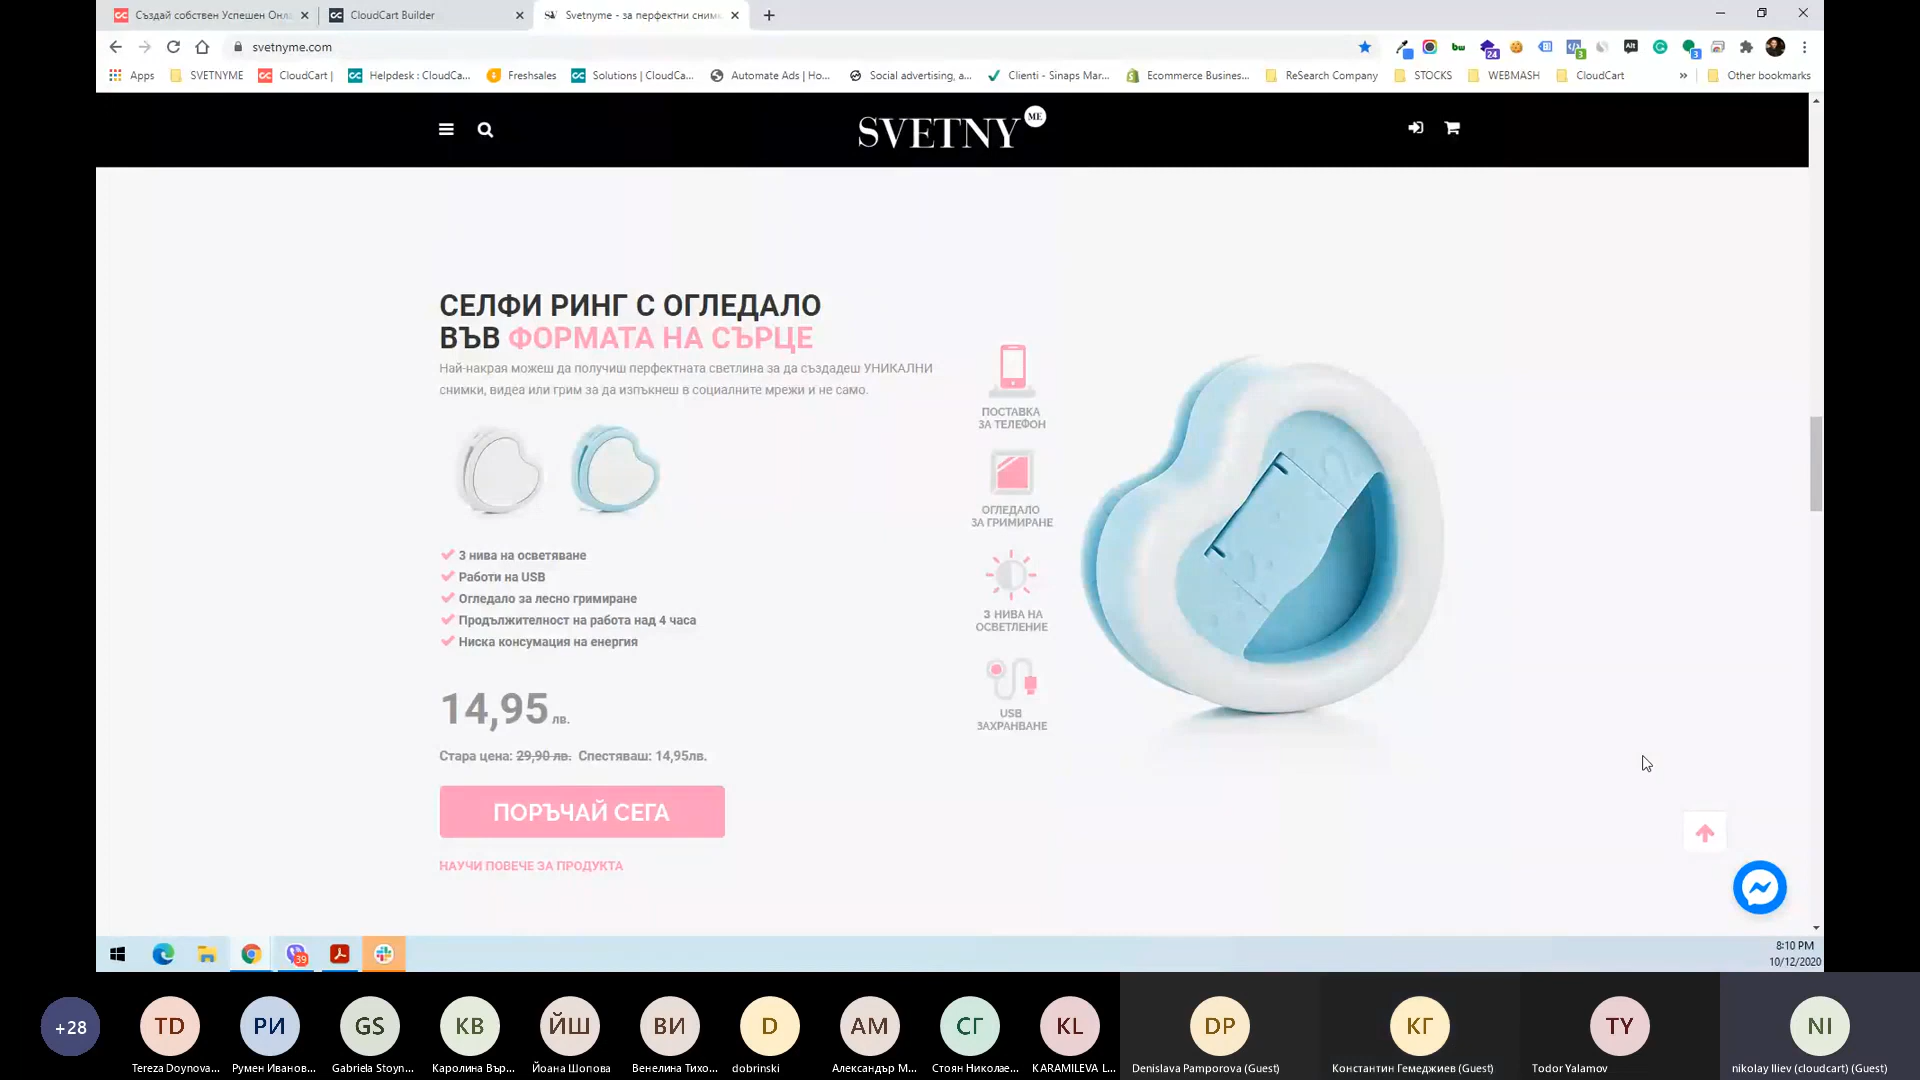 Създай собствен Успешен Онл
CloudCart Builder
Svetnyme - за перфектни сним
svetnyme.com
Apps
SVETNYME
CloudCart |
Helpdesk : CloudCa...
Freshsales
Solutions | CloudCa...
Automate Ads | Ho...
Social advertising, a...
Clienti - Sinaps Mar...
Ecommerce Busines...
ReSearch Company
STOCKS
WEBMASH
CloudCart
»
Other bookmarks
SVETNY ME
СЕЛФИ РИНГ С ОГЛЕДАЛО
ВЪВ ФОРМАТА НА СЪРЦЕ
Най-накрая можеш да получиш перфектната светлина за да създадеш УНИКАЛНИ
снимки, видеа или грим за да изпъкнеш в социалните мрежи и не само.
3 нива на осветяване
Работи на USB
Огледало за лесно гримиране
Продължителност на работа над 4 часа
Ниска консумация на енергия
14,95 лв.
Стара цена: 29,90 лв. Спестяваш: 14,95лв.
ПОРЪЧАЙ СЕГА
НАУЧИ ПОВЕЧЕ ЗА ПРОДУКТА
ПОСТАВКА
ЗА ТЕЛЕФОН
ОГЛЕДАЛО
ЗА ГРИМИРАНЕ
3 НИВА НА
ОСВЕТЛЕНИЕ
USB
ЗАХРАНВАНЕ
39
8:10 PM
10/12/2020
+28
TD
РИ
GS
КВ
ЙШ
ВИ
D
АМ
СГ
KL
DP
КГ
TY
NI
Tereza Doynova...
Румен Иванов...
Gabriela Stoyn...
Каролина Вър...
Йоана Шопова
Венелина Тихо...
dobrinski
Александър М...
Стоян Николае...
KARAMILEVA L...
Denislava Pamporova (Guest)
Константин Гемеджиев (Guest)
Todor Yalamov
nikolay Iliev (cloudcart) (Guest)